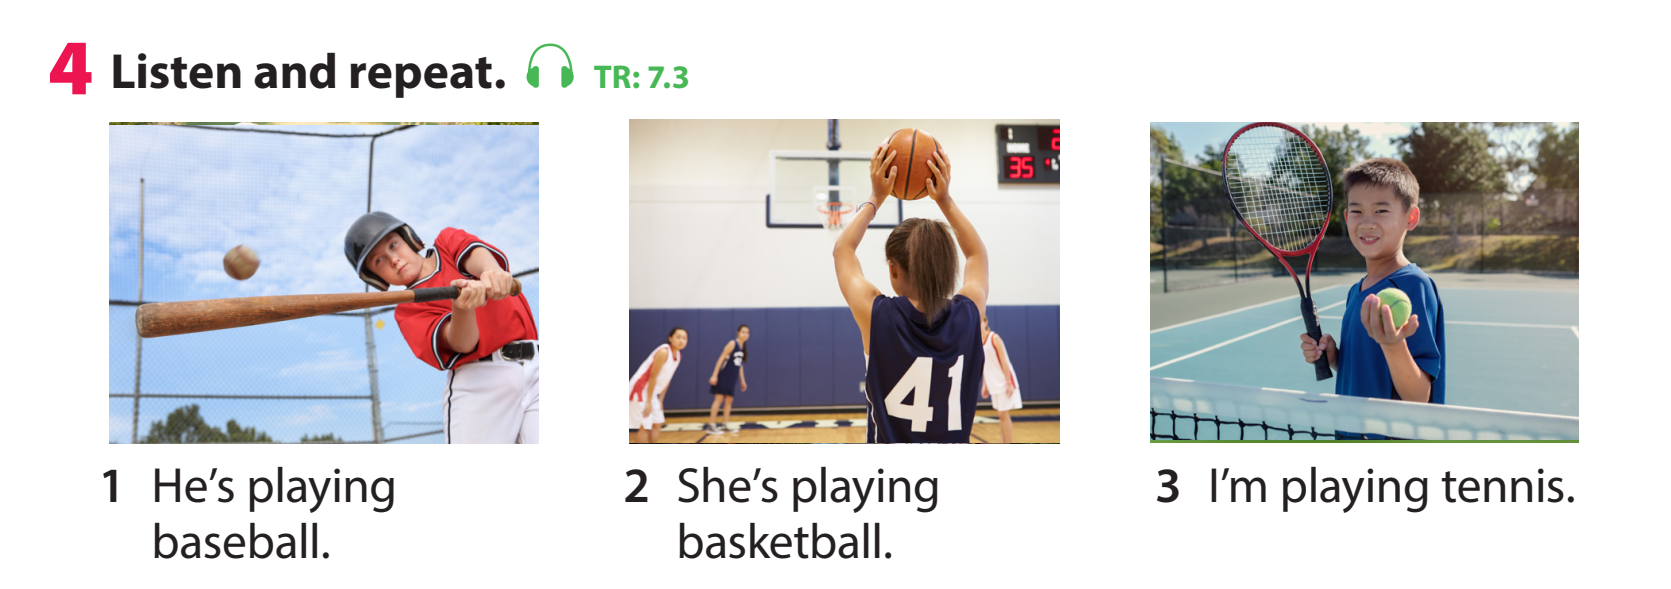 4 Listen and repeat. TR: 7.3
HOME
35
41
1 He's playing
baseball.
2 She's playing
basketball.
3 I'm playing tennis.